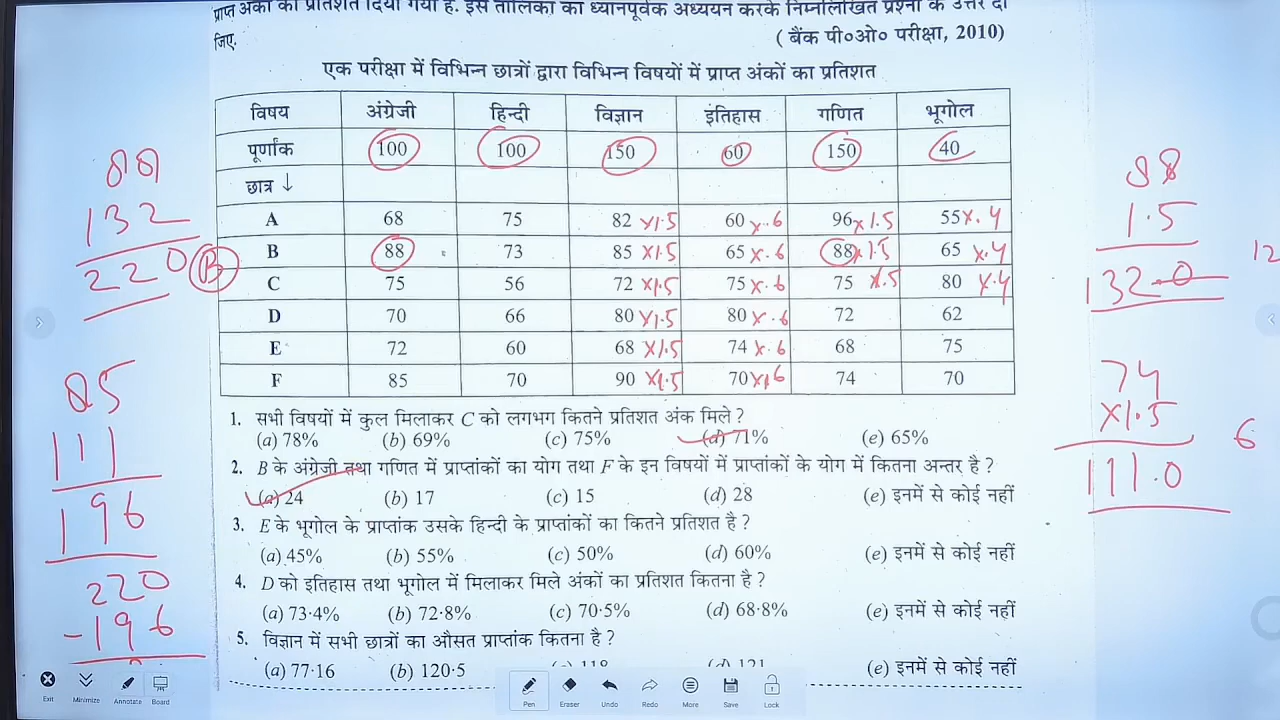 प्राप्त अंकों का प्रतिशत दिया गया है. इस तालिका का ध्यानपूर्वक अध्ययन करके निम्नलिखित प्रश्नों के उत्तर दी
जिए.
( बैंक पी०ओ० परीक्षा, 2010)
एक परीक्षा में विभिन्न छात्रों द्वारा विभिन्न विषयों में प्राप्त अंकों का प्रतिशत
विषय अंग्रेजी हिन्दी विज्ञान इंतिहास गणित भूगोल
पूर्णांक 100 100 150 60 150 40
छात्र ↓
A 68 75 82 ×1.5 60 ×.6 96×1.5 55×.4
B 88 73 85 ×1.5 65 ×.6 88×1.5 65 ×.4
C 75 56 72 ×1.5 75 ×.6 75 ×1.5 80 ×.4
D 70 66 80 ×1.5 80 ×.6 72 62
E 72 60 68 ×1.5 74 ×.6 68 75
F 85 70 90 ×1.5 70 74 70
1. सभी विषयों में कुल मिलाकर C को लगभग कितने प्रतिशत अंक मिले ?
(a) 78% (b) 69% (c) 75% (d) 71% (e) 65%
2. B के अंग्रेजी तथा गणित में प्राप्तांकों का योग तथा F के इन विषयों में प्राप्तांकों के योग में कितना अन्तर है ?
(a) 24 (b) 17 (c) 15 (d) 28 (e) इनमें से कोई नहीं
3. E के भूगोल के प्राप्तांक उसके हिन्दी के प्राप्तांकों का कितने प्रतिशत है ?
(a) 45% (b) 55% (c) 50% (d) 60% (e) इनमें से कोई नहीं
4. D को इतिहास तथा भूगोल में मिलाकर मिले अंकों का प्रतिशत कितना है ?
(a) 73·4% (b) 72·8% (c) 70·5% (d) 68·8% (e) इनमें से कोई नहीं
5. विज्ञान में सभी छात्रों का औसत प्राप्तांक कितना है ?
(a) 77·16 (b) 120·5 (c) 118 (d) 121 (e) इनमें से कोई नहीं
88
132
220 B
85
111
196
220
-196
88
1.5
132.0
12
74
×1.5
111.0
6
Exit Minimize Annotate Board Pen Eraser Undo Redo More Save Lock